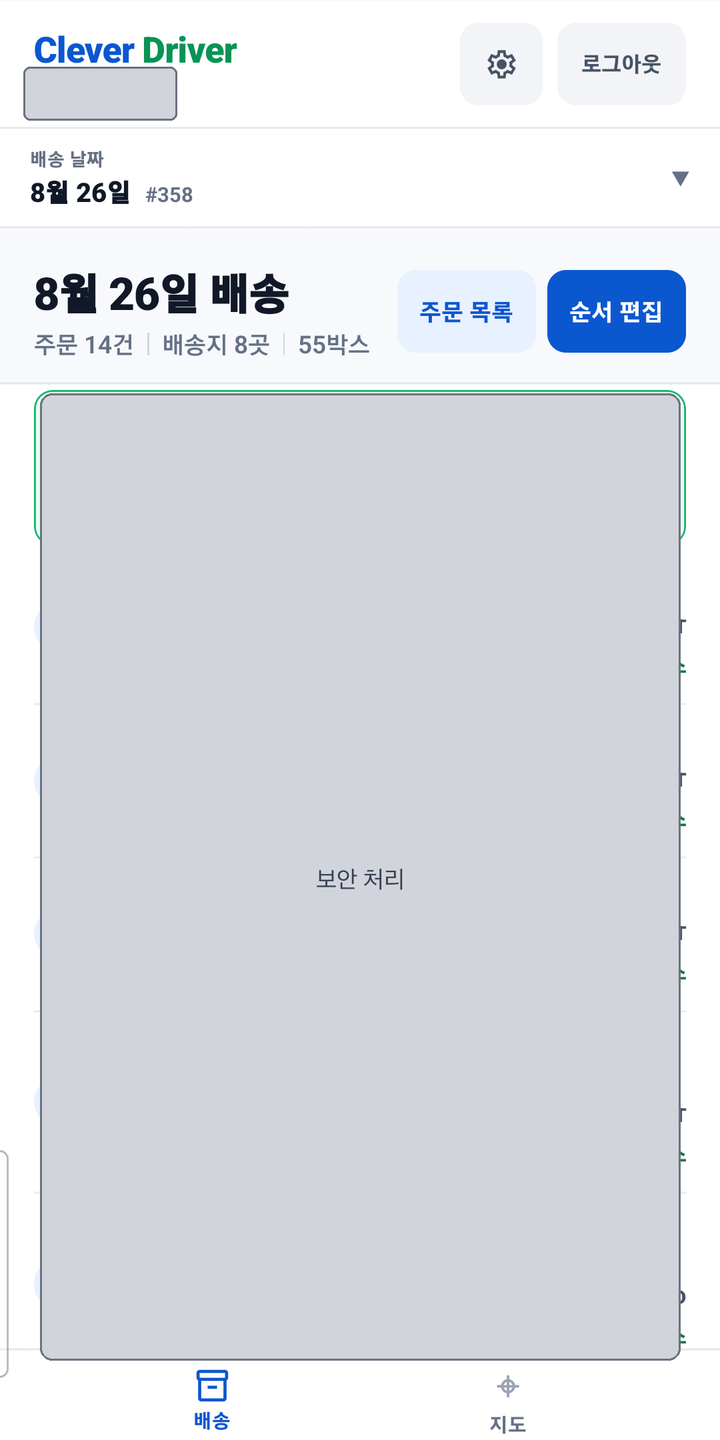 Clever Driver
로그아웃
배송 날짜
8월 26일 #358
▼
8월 26일 배송
주문 14건 | 배송지 8곳 | 55박스
주문 목록
순서 편집
보안 처리
배송
지도